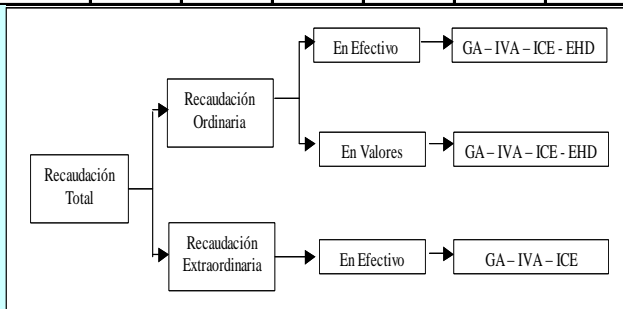 En Efectivo
GA – IVA – ICE - EHD
Recaudación
Ordinaria
En Valores
GA – IVA – ICE - EHD
Recaudación
Total
Recaudación
Extraordinaria
En Efectivo
GA – IVA – ICE